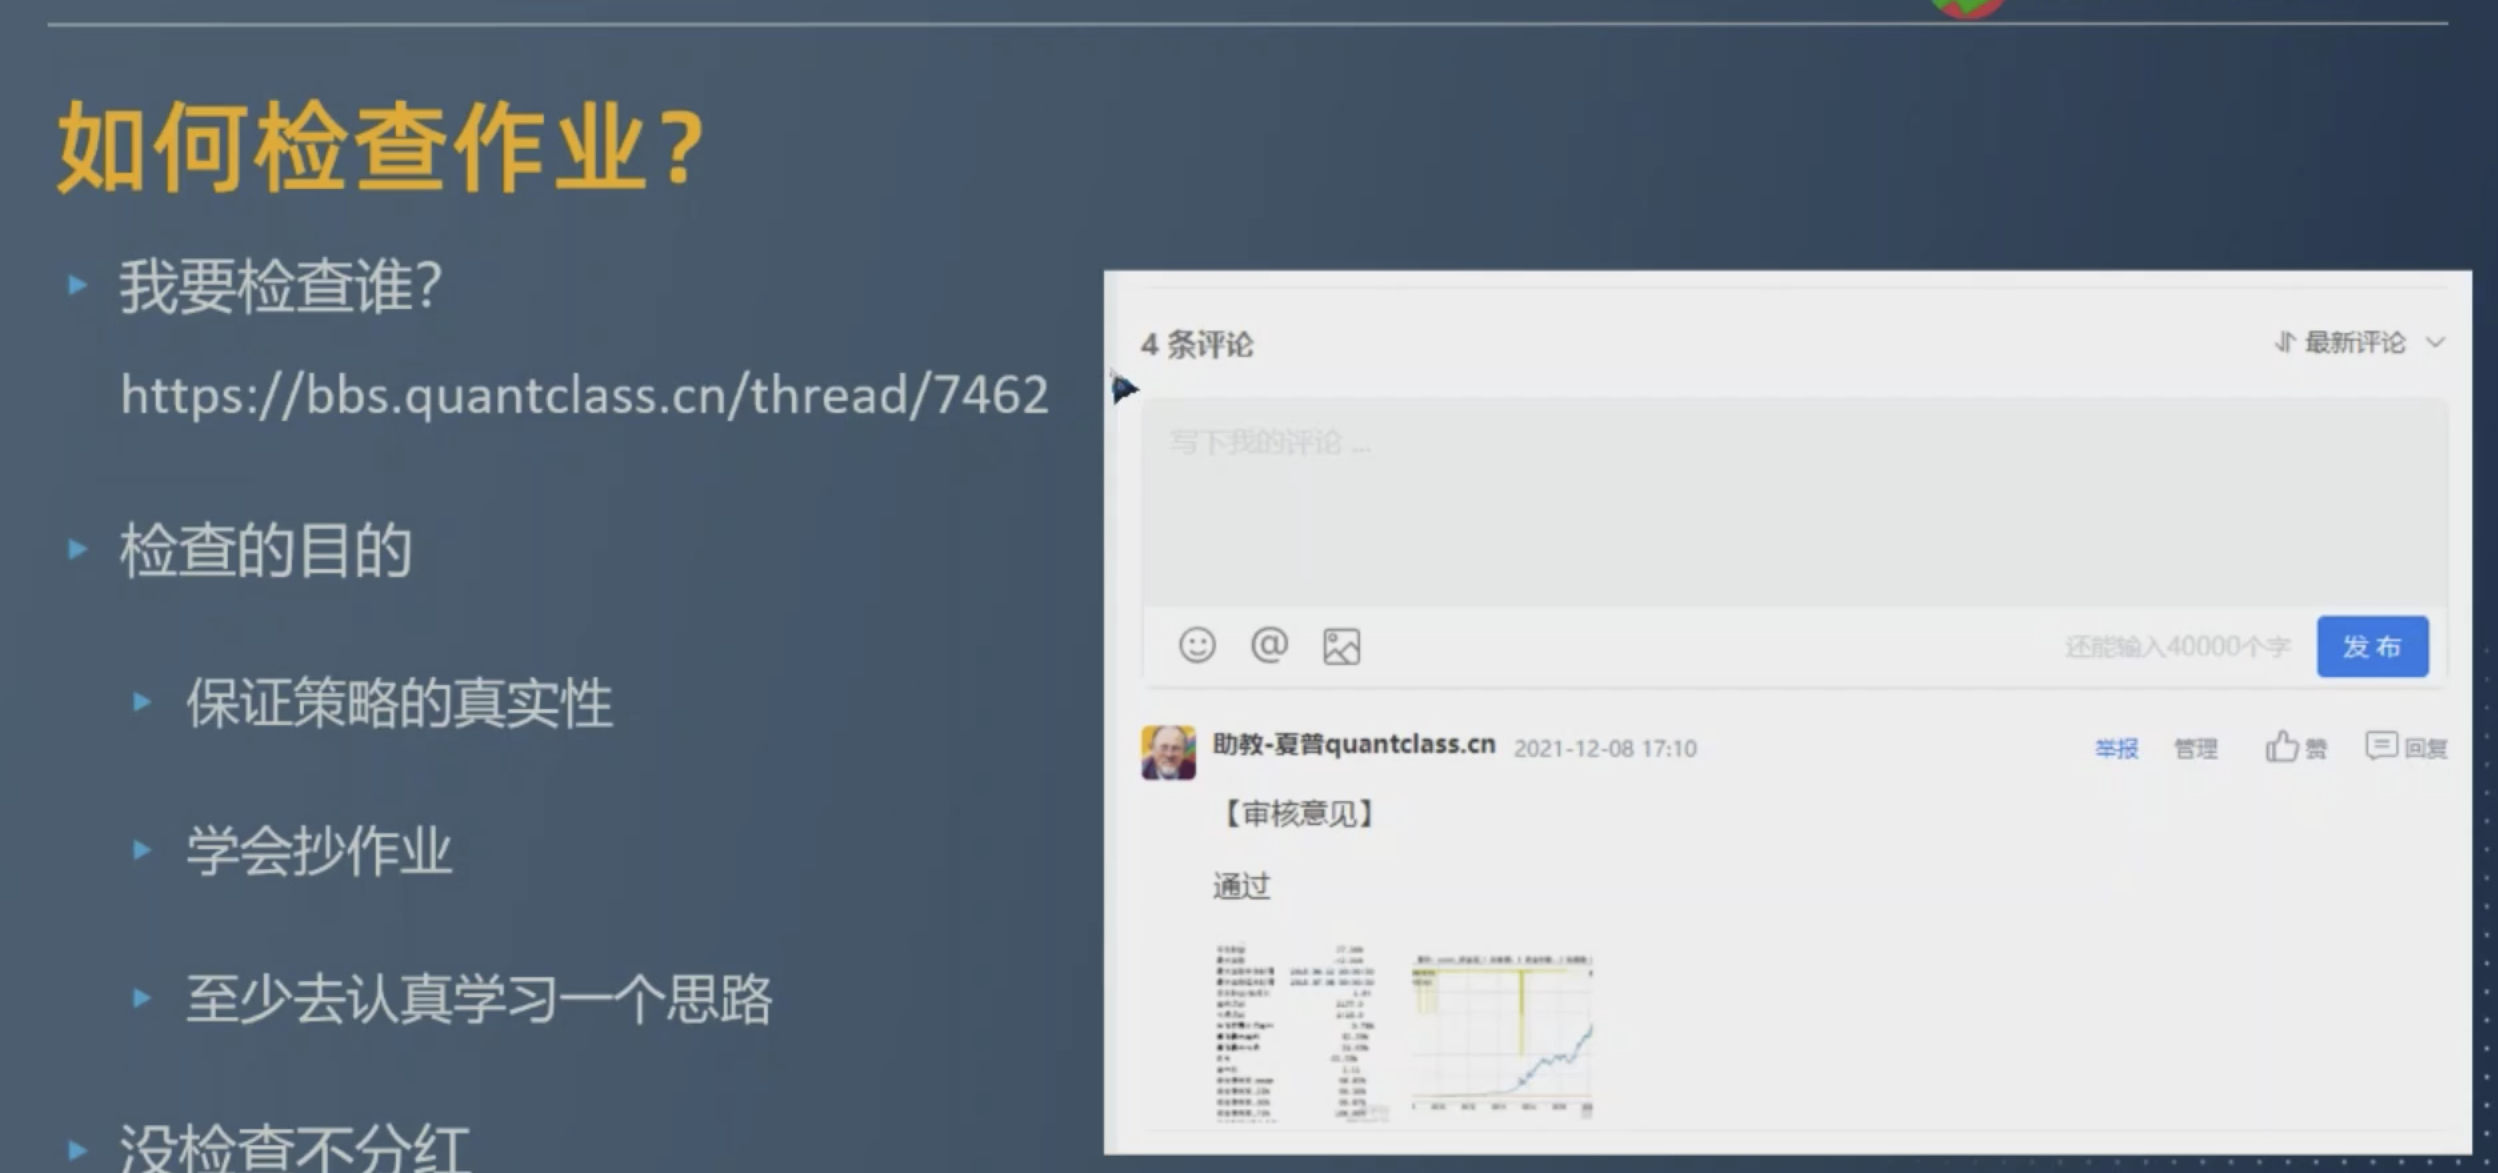 如何检查作业？
我要检查谁？
https://bbs.quantclass.cn/thread/7462
检查的目的
保证策略的真实性
学会抄作业
至少去认真学习一个思路
没检查不分红
4 条评论
最新评论
写下我的评论 ...
还能输入40000个字
发布
助教-夏普quantclass.cn 2021-12-08 17:10
举报 管理 赞 回复
【审核意见】
通过